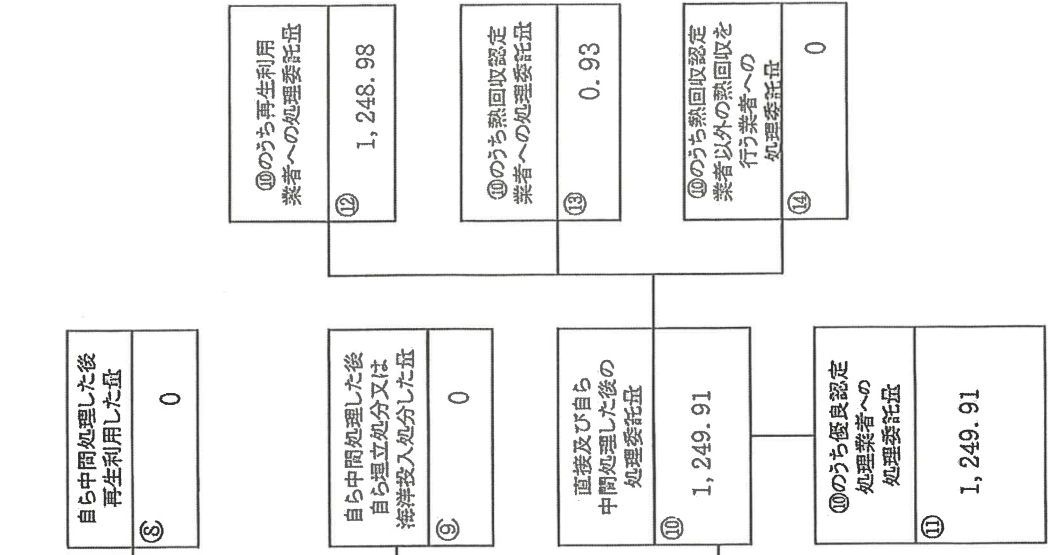 自ら中間処理した後
再生利用した量
⑧
0
自ら中間処理した後
自ら埋立処分又は
海洋投入処分した量
⑨
0
直接及び自ら
中間処理した後の
処理委託量
⑩
1,249.91
⑩のうち優良認定
処理業者への
処理委託量
⑪
1,249.91
⑩のうち再生利用
業者への処理委託量
⑫
1,248.98
⑩のうち熱回収認定
業者への処理委託量
⑬
0.93
⑩のうち熱回収認定
業者以外の熱回収を
行う業者への
処理委託量
⑭
0